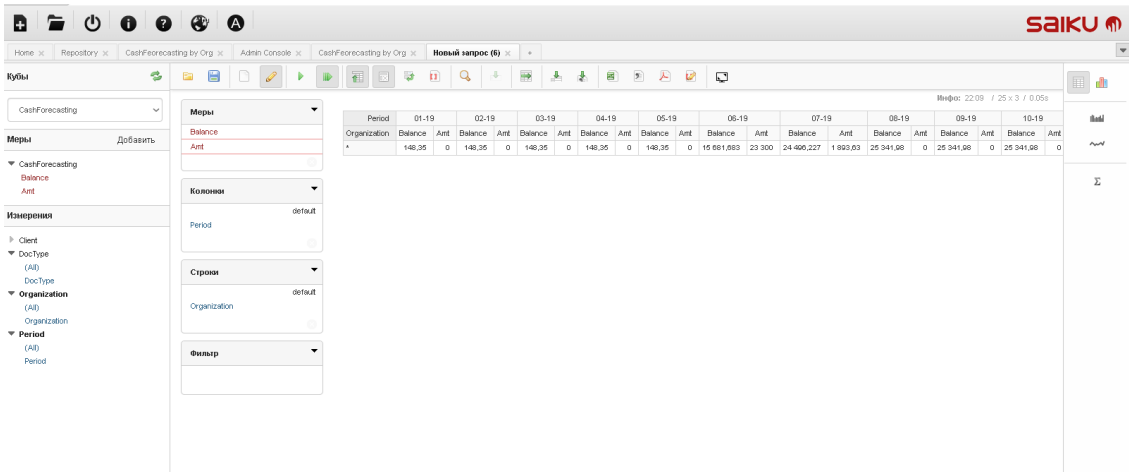 saiku
Home × Repository × CashFeorecasting by Org × Admin Console × CashFeorecasting by Org × Новый запрос (6) × +
Кубы
CashForecasting
Меры Добавить
CashForecasting
Balance
Amt
Измерения
Client
DocType
(All)
DocType
Organization
(All)
Organization
Period
(All)
Period
Меры
Balance
Amt
Колонки
default
Period
Строки
default
Organization
Фильтр
Инфо: 22:09 / 25 x 3 / 0.05s
Period 01-19 02-19 03-19 04-19 05-19 06-19 07-19 08-19 09-19 10-19
Organization Balance Amt Balance Amt Balance Amt Balance Amt Balance Amt Balance Amt Balance Amt Balance Amt Balance Amt Balance Amt
* 148,35 0 148,35 0 148,35 0 148,35 0 148,35 0 15 681,683 23 300 24 496,227 1 893,63 25 341,98 0 25 341,98 0 25 341,98 0
Σ